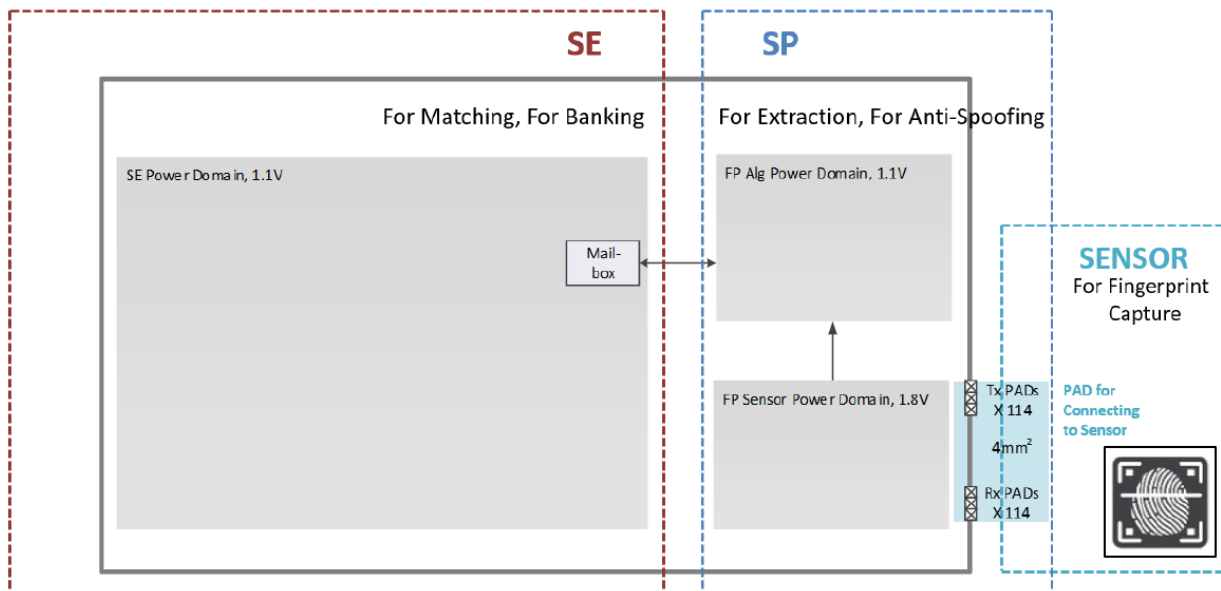 SE
SP
For Matching, For Banking
For Extraction, For Anti-Spoofing
SE Power Domain, 1.1V
FP Alg Power Domain, 1.1V
Mail-
box
SENSOR
For Fingerprint
Capture
FP Sensor Power Domain, 1.8V
Tx PADs
X 114
4mm²
Rx PADs
X 114
PAD for
Connecting
to Sensor